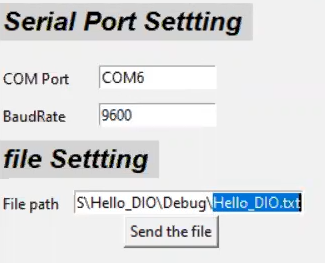 Serial Port Settting
COM Port COM6
BaudRate 9600
file Settting
File path S\Hello_DIO\Debug\Hello_DIO.txt
Send the file